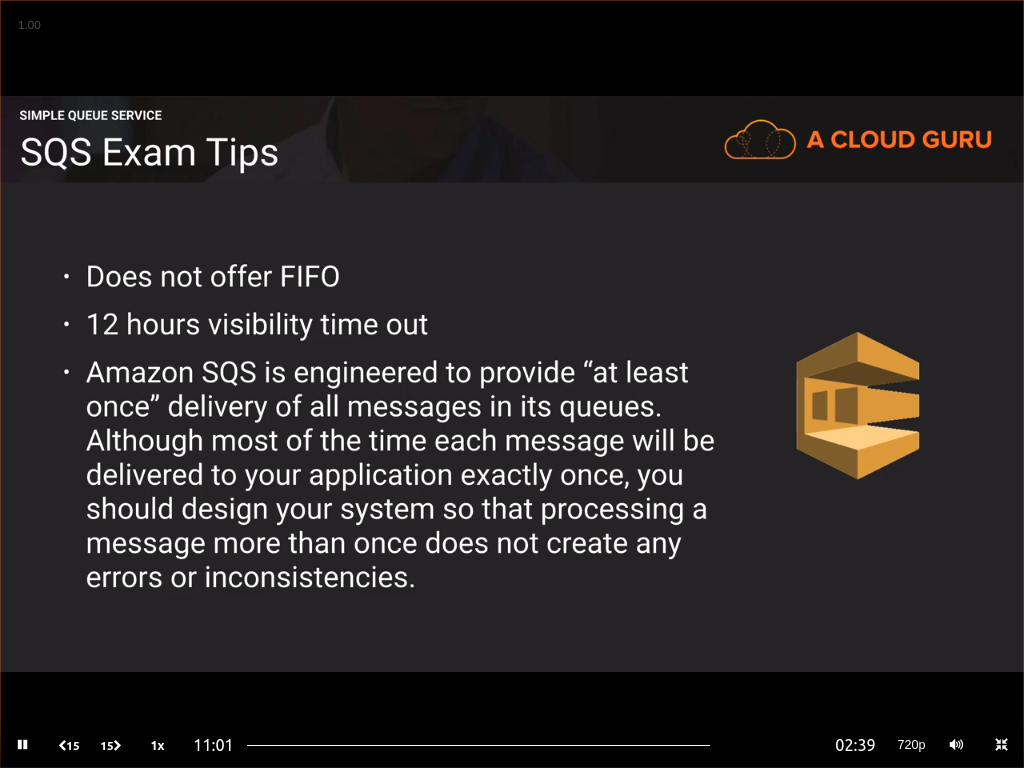 1.00
SIMPLE QUEUE SERVICE
SQS Exam Tips
A CLOUD GURU
• Does not offer FIFO
• 12 hours visibility time out
• Amazon SQS is engineered to provide “at least
once” delivery of all messages in its queues.
Although most of the time each message will be
delivered to your application exactly once, you
should design your system so that processing a
message more than once does not create any
errors or inconsistencies.
15 15 1x 11:01 02:39 720p